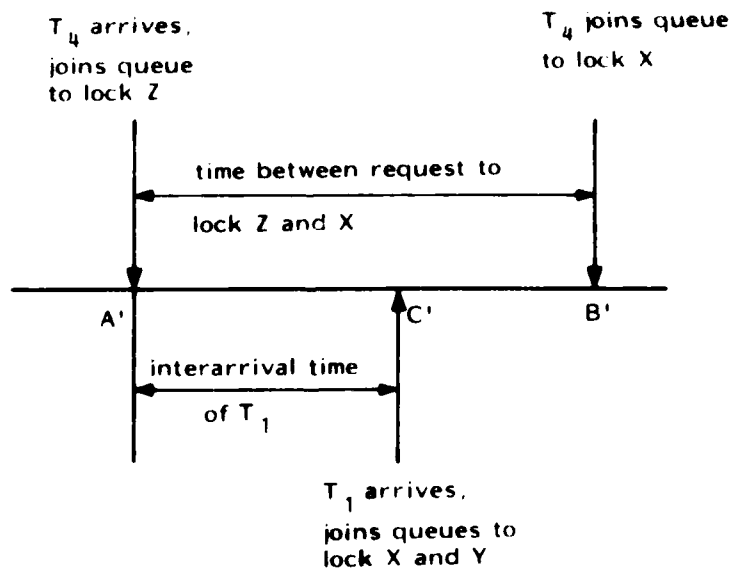 T4 arrives,
joins queue
to lock Z
T4 joins queue
to lock X
time between request to
lock Z and X
A'
C'
B'
interarrival time
of T1
T1 arrives,
joins queues to
lock X and Y